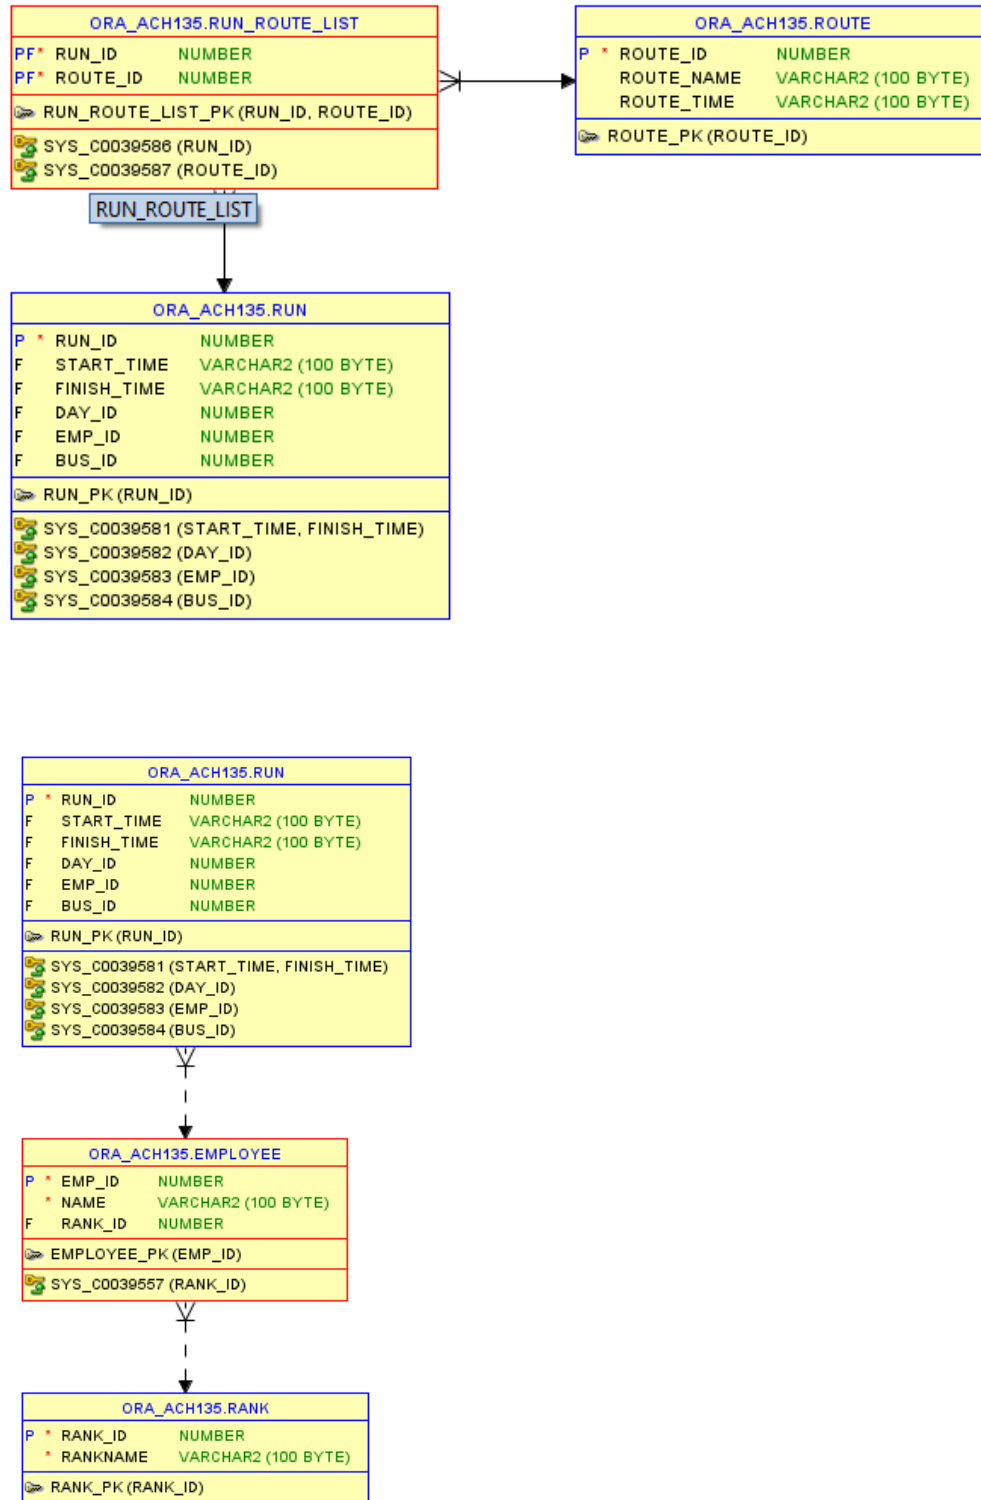 ORA_ACH135.RUN_ROUTE_LIST
PF* RUN_ID NUMBER
PF* ROUTE_ID NUMBER
RUN_ROUTE_LIST_PK (RUN_ID, ROUTE_ID)
SYS_C0039586 (RUN_ID)
SYS_C0039587 (ROUTE_ID)
RUN_ROUTE_LIST
ORA_ACH135.ROUTE
P * ROUTE_ID NUMBER
ROUTE_NAME VARCHAR2 (100 BYTE)
ROUTE_TIME VARCHAR2 (100 BYTE)
ROUTE_PK (ROUTE_ID)
ORA_ACH135.RUN
P * RUN_ID NUMBER
F START_TIME VARCHAR2 (100 BYTE)
F FINISH_TIME VARCHAR2 (100 BYTE)
F DAY_ID NUMBER
F EMP_ID NUMBER
F BUS_ID NUMBER
RUN_PK (RUN_ID)
SYS_C0039581 (START_TIME, FINISH_TIME)
SYS_C0039582 (DAY_ID)
SYS_C0039583 (EMP_ID)
SYS_C0039584 (BUS_ID)
ORA_ACH135.RUN
P * RUN_ID NUMBER
F START_TIME VARCHAR2 (100 BYTE)
F FINISH_TIME VARCHAR2 (100 BYTE)
F DAY_ID NUMBER
F EMP_ID NUMBER
F BUS_ID NUMBER
RUN_PK (RUN_ID)
SYS_C0039581 (START_TIME, FINISH_TIME)
SYS_C0039582 (DAY_ID)
SYS_C0039583 (EMP_ID)
SYS_C0039584 (BUS_ID)
ORA_ACH135.EMPLOYEE
P * EMP_ID NUMBER
* NAME VARCHAR2 (100 BYTE)
F RANK_ID NUMBER
EMPLOYEE_PK (EMP_ID)
SYS_C0039557 (RANK_ID)
ORA_ACH135.RANK
P * RANK_ID NUMBER
* RANKNAME VARCHAR2 (100 BYTE)
RANK_PK (RANK_ID)